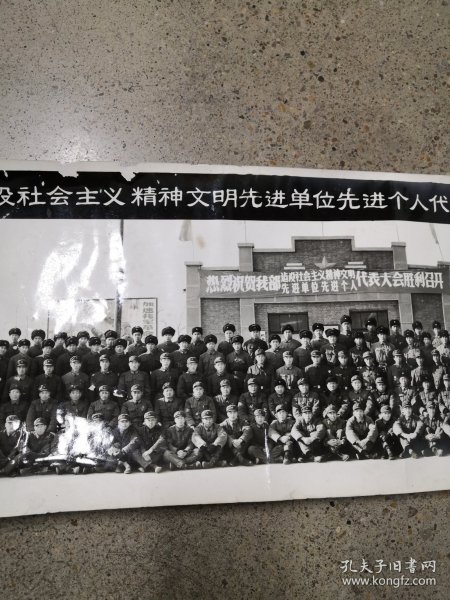 设社会主义精神文明先进单位先进个人代
热烈祝贺我部建设社会主义精神文明先进单位先进个人代表大会胜利召开
孔夫子旧书网
www.kongfz.com